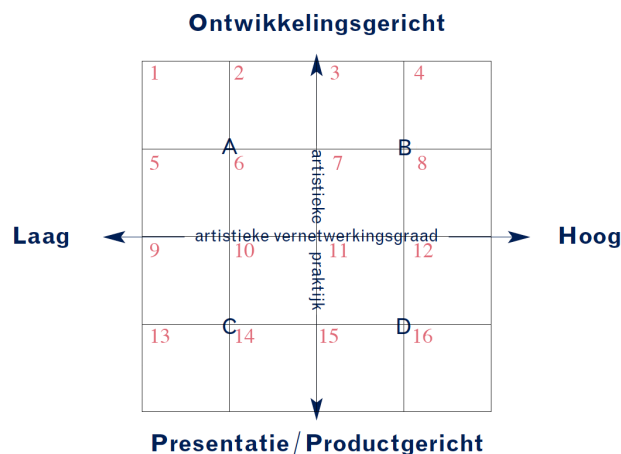 Ontwikkelingsgericht
1 2 3 4
A B
5 6 7 8
artistieke praktijk
Laag artistieke vernetwerkingsgraad Hoog
9 10 11 12
C D
13 14 15 16
Presentatie/Productgericht